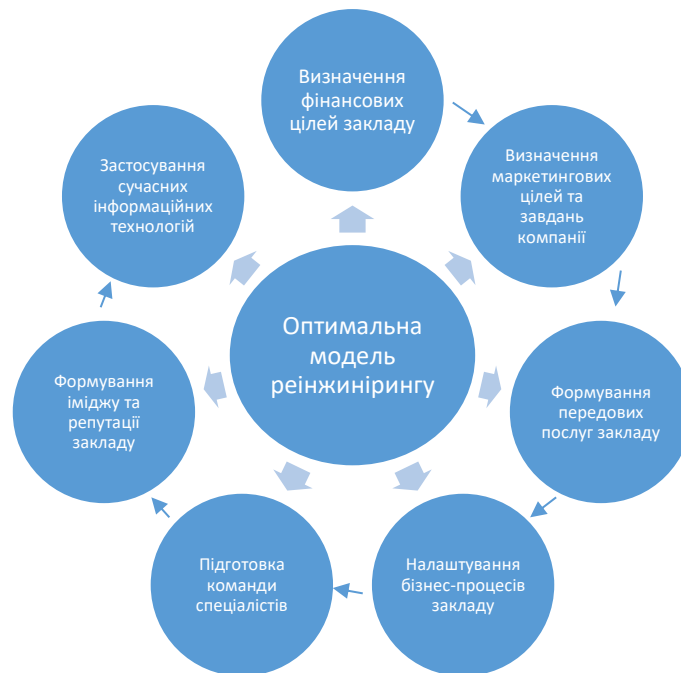 Визначення
фінансових
цілей закладу
Визначення
маркетингових
цілей та
завдань
компанії
Формування
передових
послуг закладу
Налаштування
бізнес-процесів
закладу
Підготовка
команди
спеціалістів
Формування
іміджу та
репутації
закладу
Застосування
сучасних
інформаційних
технологій
Оптимальна
модель
реінжинірингу